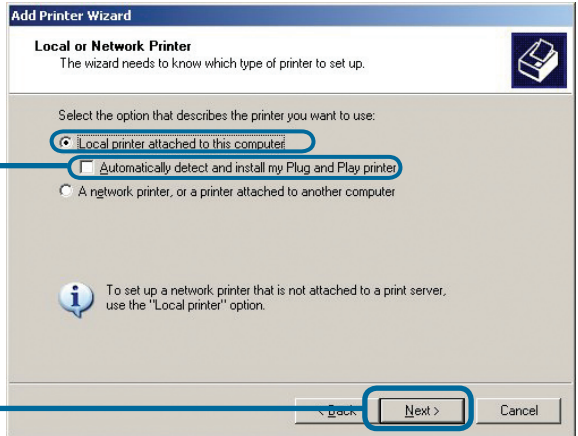 Add Printer Wizard
Local or Network Printer
The wizard needs to know which type of printer to set up.
Select the option that describes the printer you want to use:
Local printer attached to this computer
Automatically detect and install my Plug and Play printer
A network printer, or a printer attached to another computer
To set up a network printer that is not attached to a print server,
use the "Local printer" option.
< Back Next > Cancel